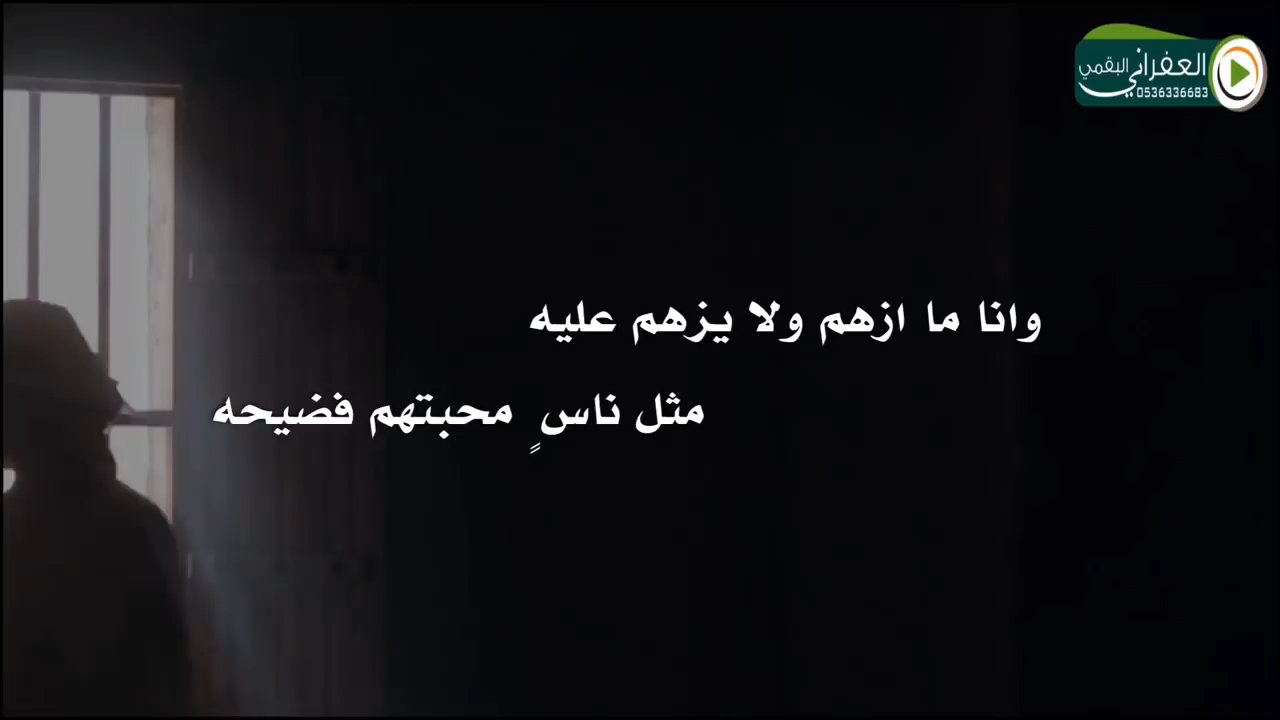 العفراني البقمي
0536336683
وانا ما ازهم ولا يزهم عليه
مثل ناسٍ محبتهم فضيحه